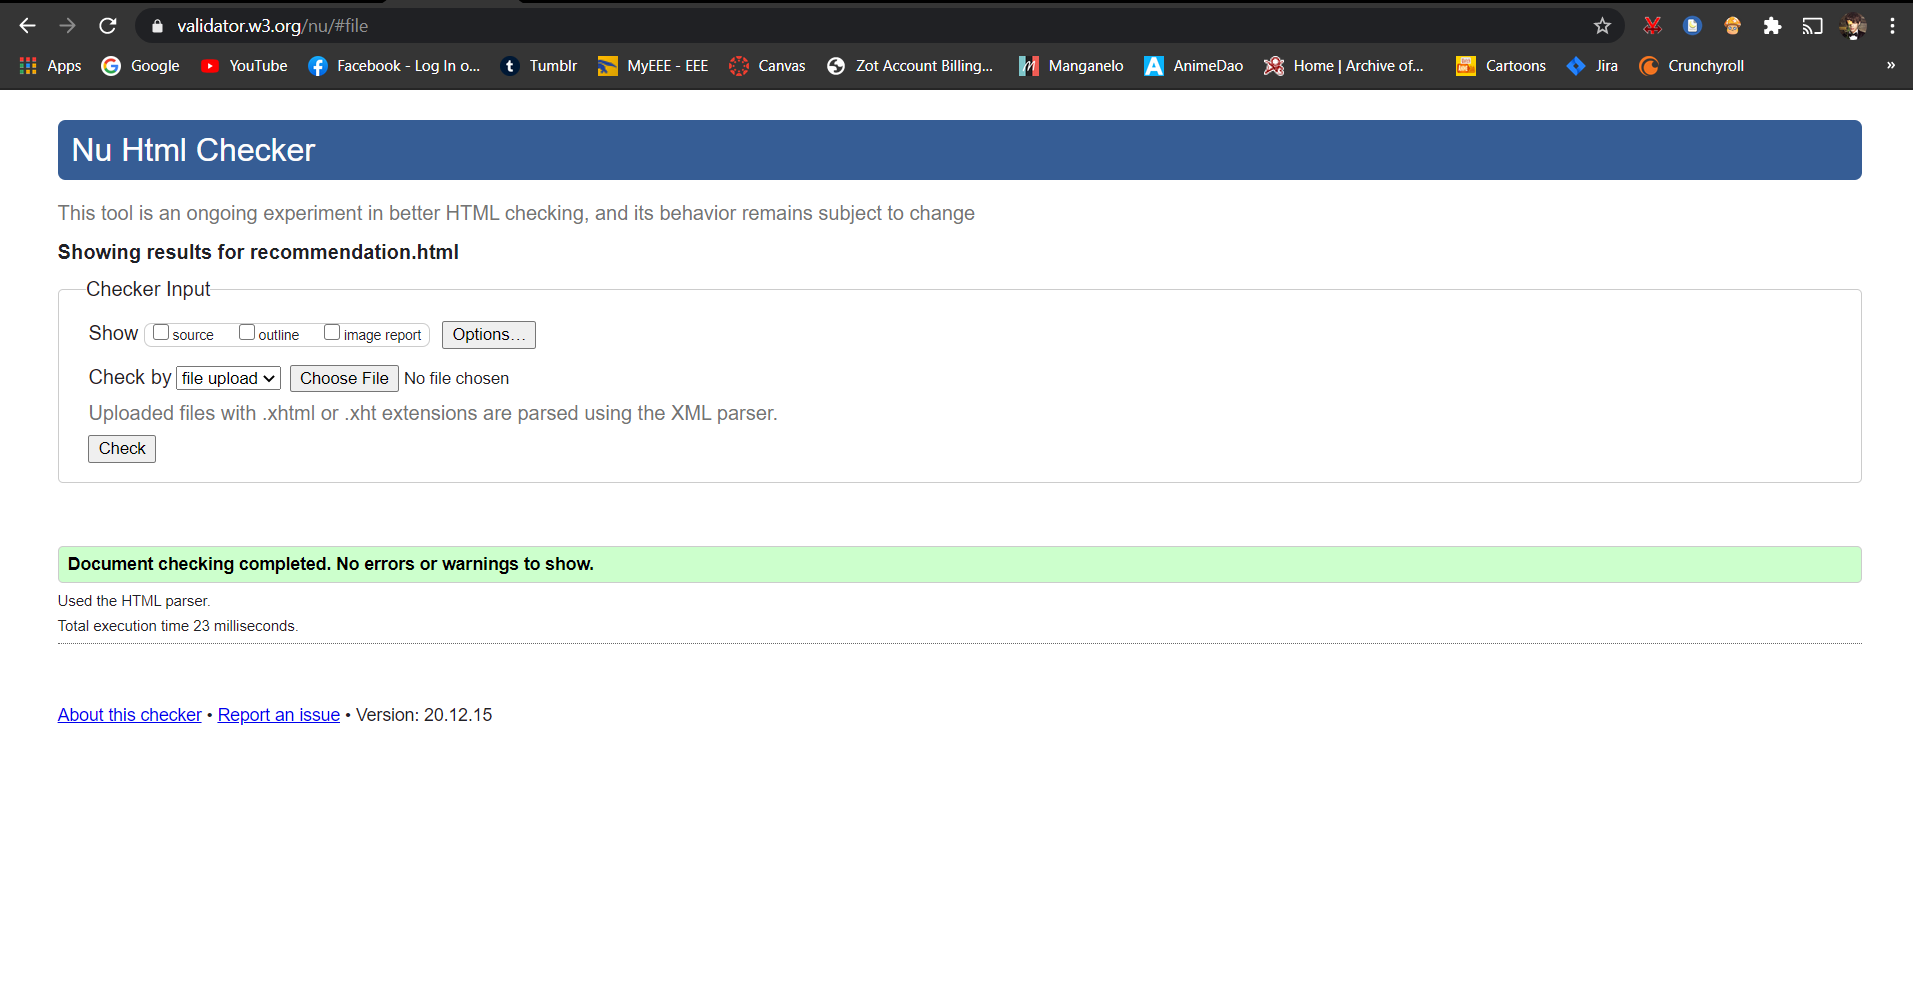 validator.w3.org/nu/#file
Apps Google YouTube Facebook - Log In o... Tumblr MyEEE - EEE Canvas Zot Account Billing... Manganelo AnimeDao Home | Archive of... Cartoons Jira Crunchyroll »
Nu Html Checker
This tool is an ongoing experiment in better HTML checking, and its behavior remains subject to change
Showing results for recommendation.html
Checker Input
Show source outline image report Options...
Check by file upload Choose File No file chosen
Uploaded files with .xhtml or .xht extensions are parsed using the XML parser.
Check
Document checking completed. No errors or warnings to show.
Used the HTML parser.
Total execution time 23 milliseconds.
About this checker • Report an issue • Version: 20.12.15